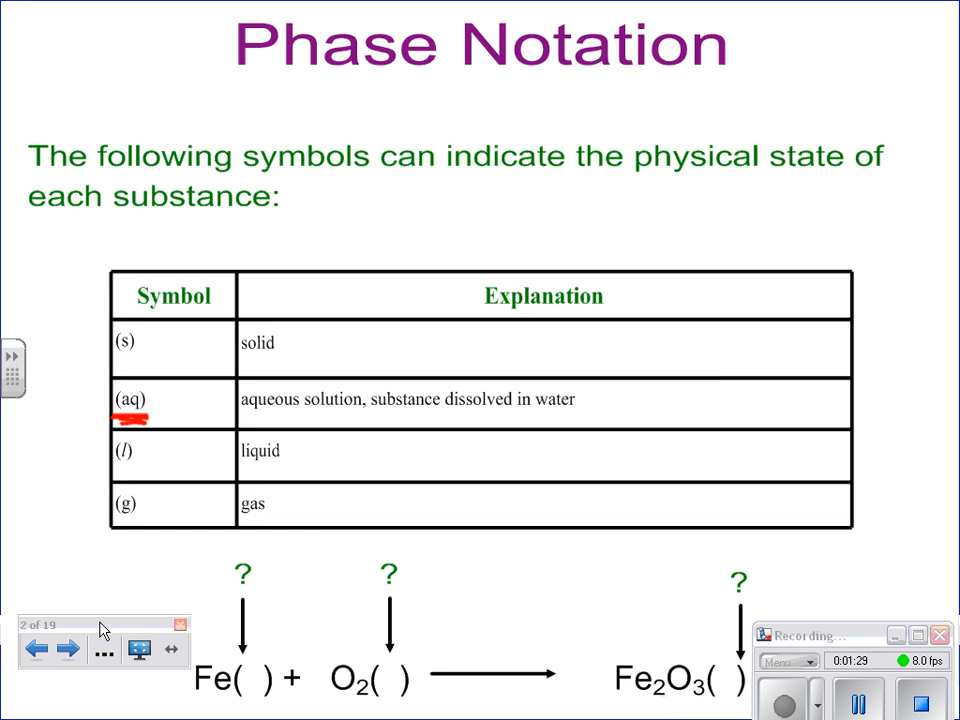 Phase Notation
The following symbols can indicate the physical state of
each substance:
Symbol Explanation
(s) solid
(aq) aqueous solution, substance dissolved in water
(l) liquid
(g) gas
? ? ?
2 of 19
Fe( ) + O₂( ) Fe₂O₃( )
Recording...
Menu 0:01:29 8.0 fps